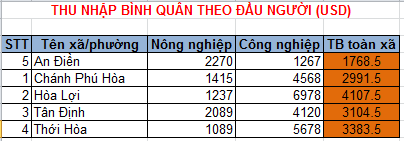 THU NHẬP BÌNH QUÂN THEO ĐẦU NGƯỜI (USD)
STT Tên xã/phường Nông nghiệp Công nghiệp TB toàn xã
5 An Điền 2270 1267 1768.5
1 Chánh Phú Hòa 1415 4568 2991.5
2 Hòa Lợi 1237 6978 4107.5
3 Tân Định 2089 4120 3104.5
4 Thới Hòa 1089 5678 3383.5